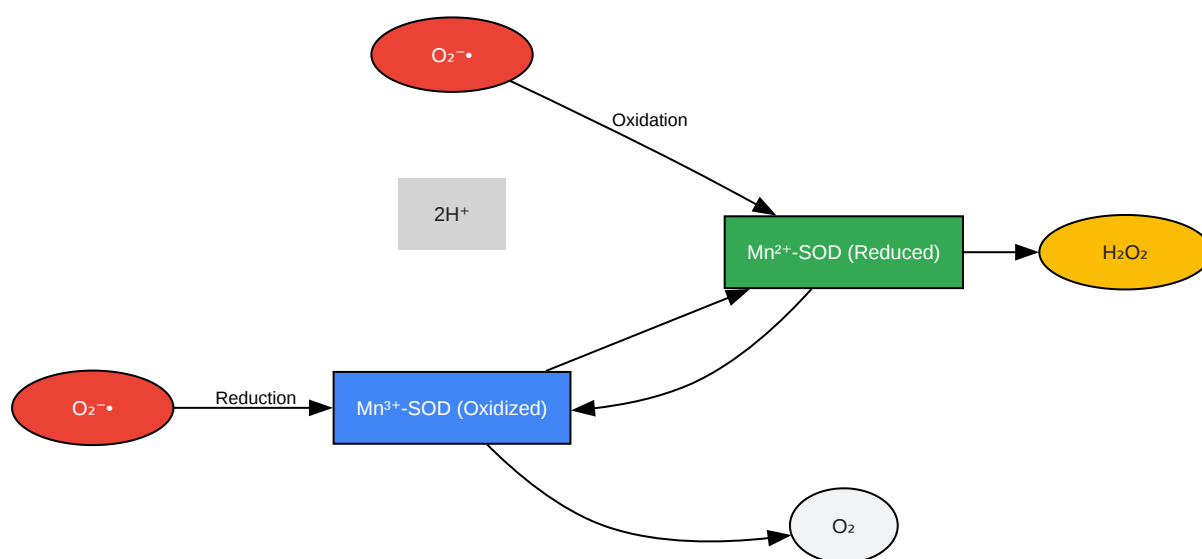 O₂⁻•
Oxidation
2H⁺
Mn²⁺-SOD (Reduced)
H₂O₂
Reduction
O₂⁻•
Mn³⁺-SOD (Oxidized)
O₂